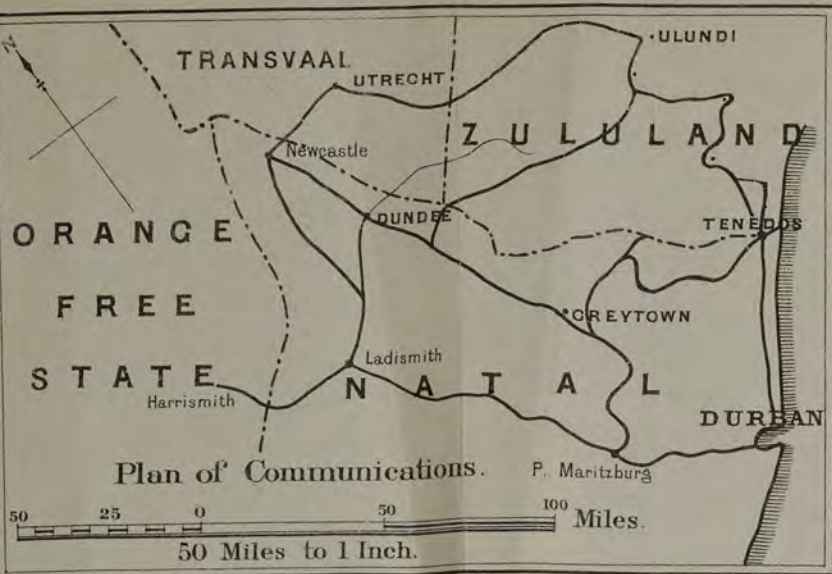 N
TRANSVAAL
ULUNDI
UTRECHT
ZULULAND
Newcastle
ORANGE
DUNDEE
TENEDOS
FREE
GREYTOWN
Ladismith
STATE
NATAL
Harrismith
DURBAN
Plan of Communications.
P. Maritzburg
50 25 0 50 100 Miles.
50 Miles to 1 Inch.